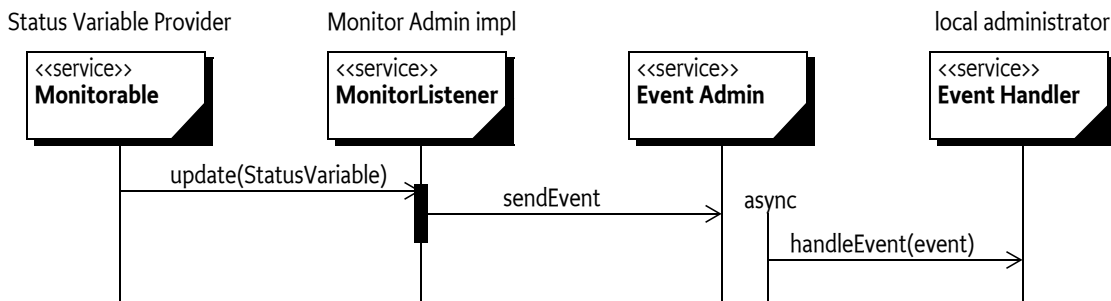 Status Variable Provider
Monitor Admin impl
local administrator
<<service>>
Monitorable
<<service>>
MonitorListener
<<service>>
Event Admin
<<service>>
Event Handler
update(StatusVariable)
sendEvent
async
handleEvent(event)